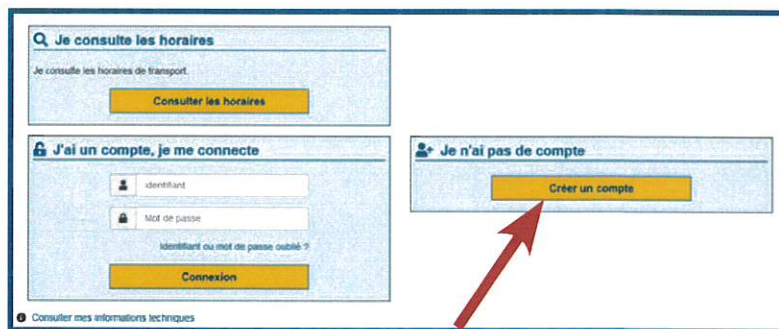 Je consulte les horaires
Je consulte les horaires de transport.
Consulter les horaires
J'ai un compte, je me connecte
Identifiant
Mot de passe
Identifiant ou mot de passe oublié ?
Connexion
Je n'ai pas de compte
Créer un compte
Consulter mes informations techniques